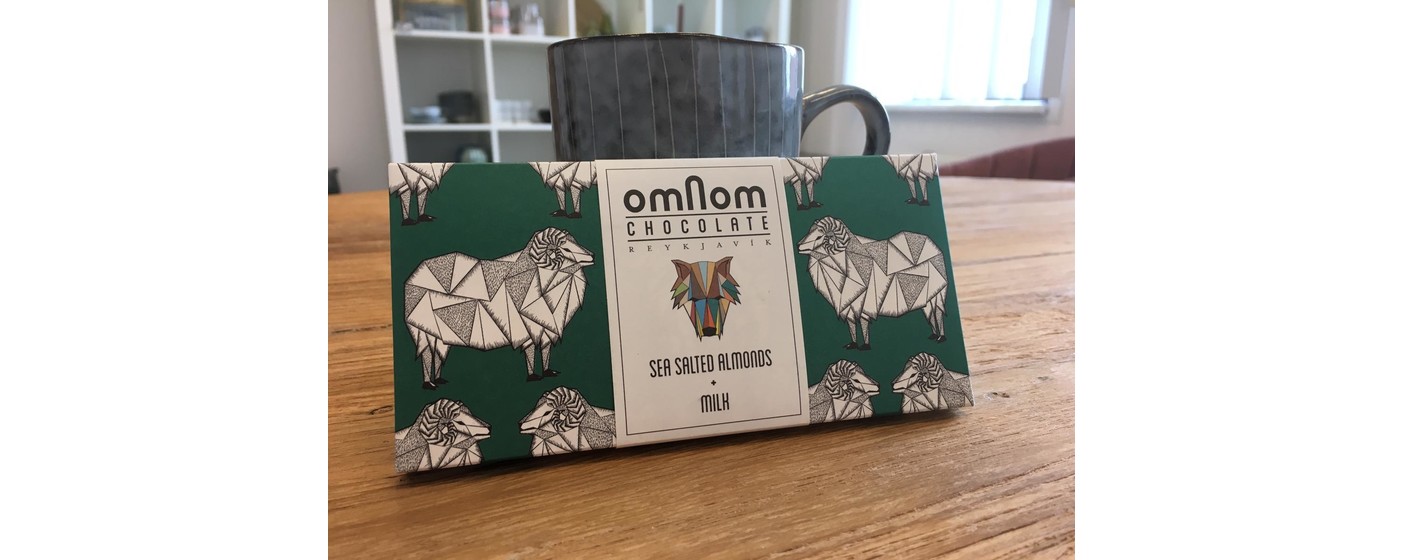 omnom
CHOCOLATE
REYKJAVÍK
SEA SALTED ALMONDS
+
MILK